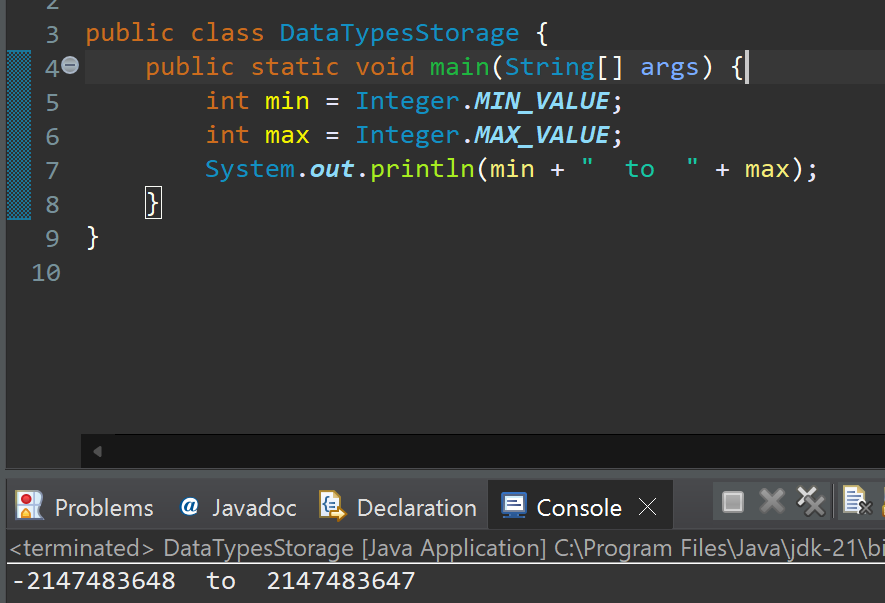 2
3 public class DataTypesStorage {
4 public static void main(String[] args) {
5 int min = Integer.MIN_VALUE;
6 int max = Integer.MAX_VALUE;
7 System.out.println(min + "  to  " + max);
8 }
9 }
10
Problems @ Javadoc Declaration Console
<terminated> DataTypesStorage [Java Application] C:\Program Files\Java\jdk-21\bi
-2147483648  to  2147483647